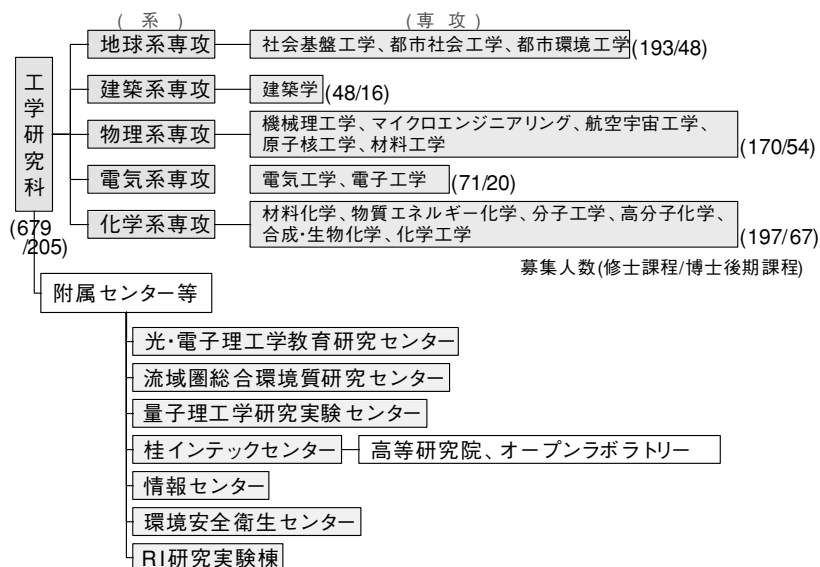 (系)
(専攻)
工学研究科
(679
/205)
地球系専攻
社会基盤工学、都市社会工学、都市環境工学
(193/48)
建築系専攻
建築学
(48/16)
物理系専攻
機械理工学、マイクロエンジニアリング、航空宇宙工学、
原子核工学、材料工学
(170/54)
電気系専攻
電気工学、電子工学
(71/20)
化学系専攻
材料化学、物質エネルギー化学、分子工学、高分子化学、
合成・生物化学、化学工学
(197/67)
募集人数(修士課程/博士後期課程)
附属センター等
光・電子理工学教育研究センター
流域圏総合環境質研究センター
量子理工学研究実験センター
桂インテックセンター
高等研究院、オープンラボラトリー
情報センター
環境安全衛生センター
RI研究実験棟